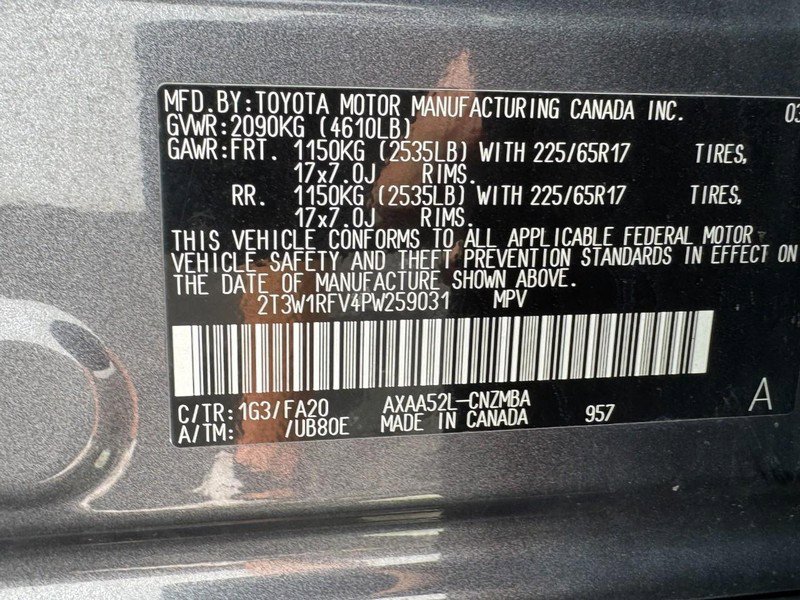 MFD.BY:TOYOTA MOTOR MANUFACTURING CANADA INC. 03
GVWR:2090KG (4610LB)
GAWR:FRT. 1150KG (2535LB) WITH 225/65R17 TIRES,
17x7.0J RIMS.
RR. 1150KG (2535LB) WITH 225/65R17 TIRES,
17x7.0J RIMS.
THIS VEHICLE CONFORMS TO ALL APPLICABLE FEDERAL MOTOR
VEHICLE SAFETY AND THEFT PREVENTION STANDARDS IN EFFECT ON
THE DATE OF MANUFACTURE SHOWN ABOVE.
2T3W1RFV4PW259031 MPV
C/TR:1G3/FA20 AXAA52L-CNZMBA
A/TM: /UB80E MADE IN CANADA 957 A